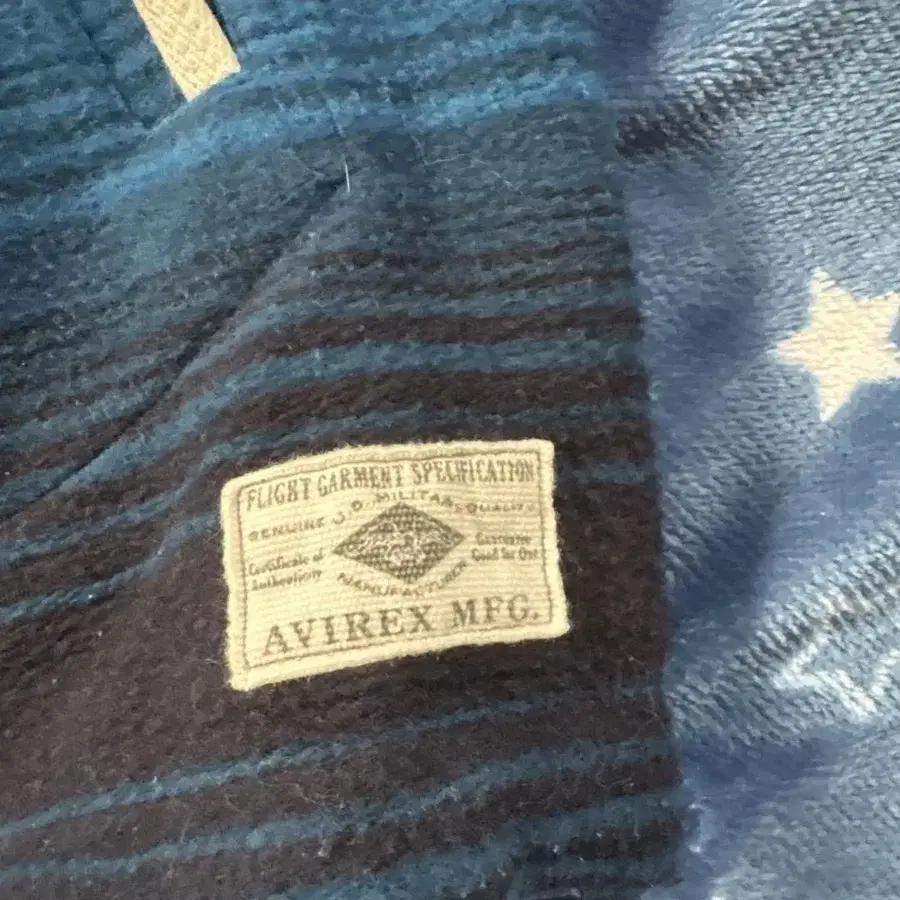 FLIGHT GARMENT SPECIFICATION
GENUINE U.S. MILITARY QUALITY
Certificate of
Authenticity
Guarantee
Good for One
MANUFACTURER
AVIREX MFG.